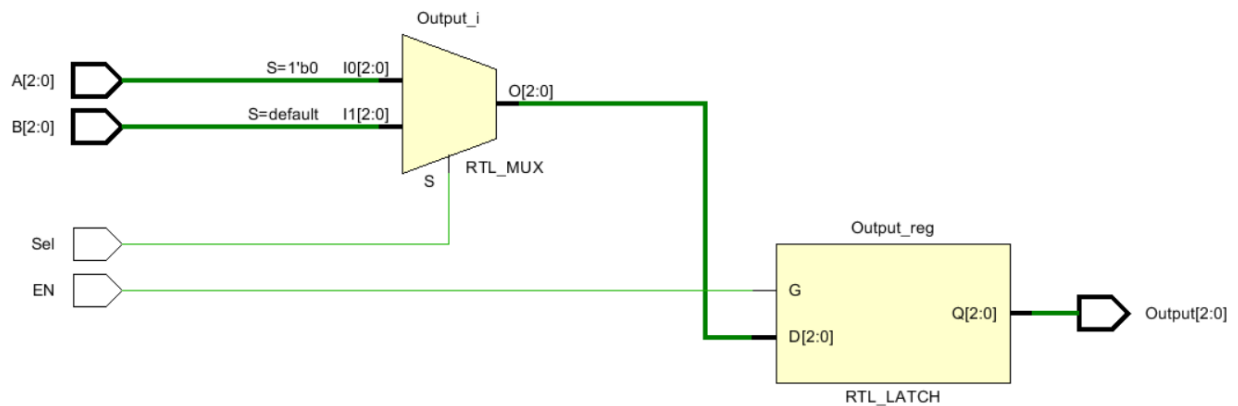 Output_i
A[2:0]
S=1'b0 I0[2:0]
O[2:0]
B[2:0]
S=default I1[2:0]
RTL_MUX
S
Sel
Output_reg
EN
G
Q[2:0]
Output[2:0]
D[2:0]
RTL_LATCH